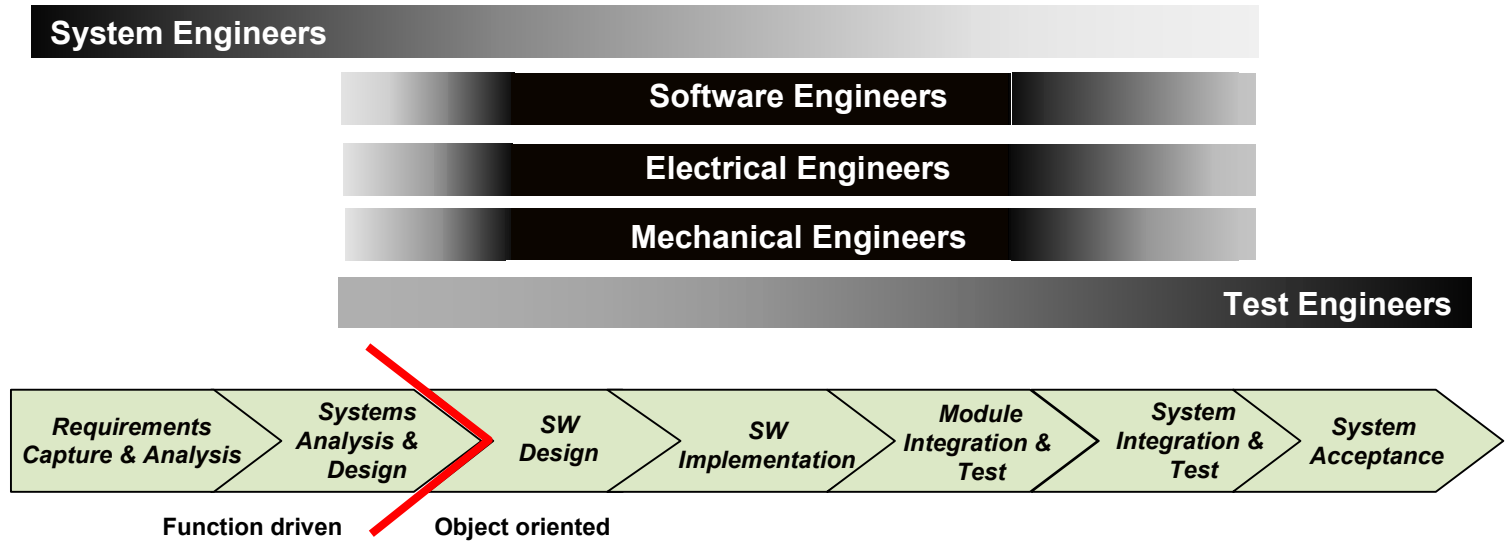 System Engineers
Software Engineers
Electrical Engineers
Mechanical Engineers
Test Engineers
Requirements
Capture & Analysis
Systems
Analysis &
Design
SW
Design
SW
Implementation
Module
Integration &
Test
System
Integration &
Test
System
Acceptance
Function driven
Object oriented